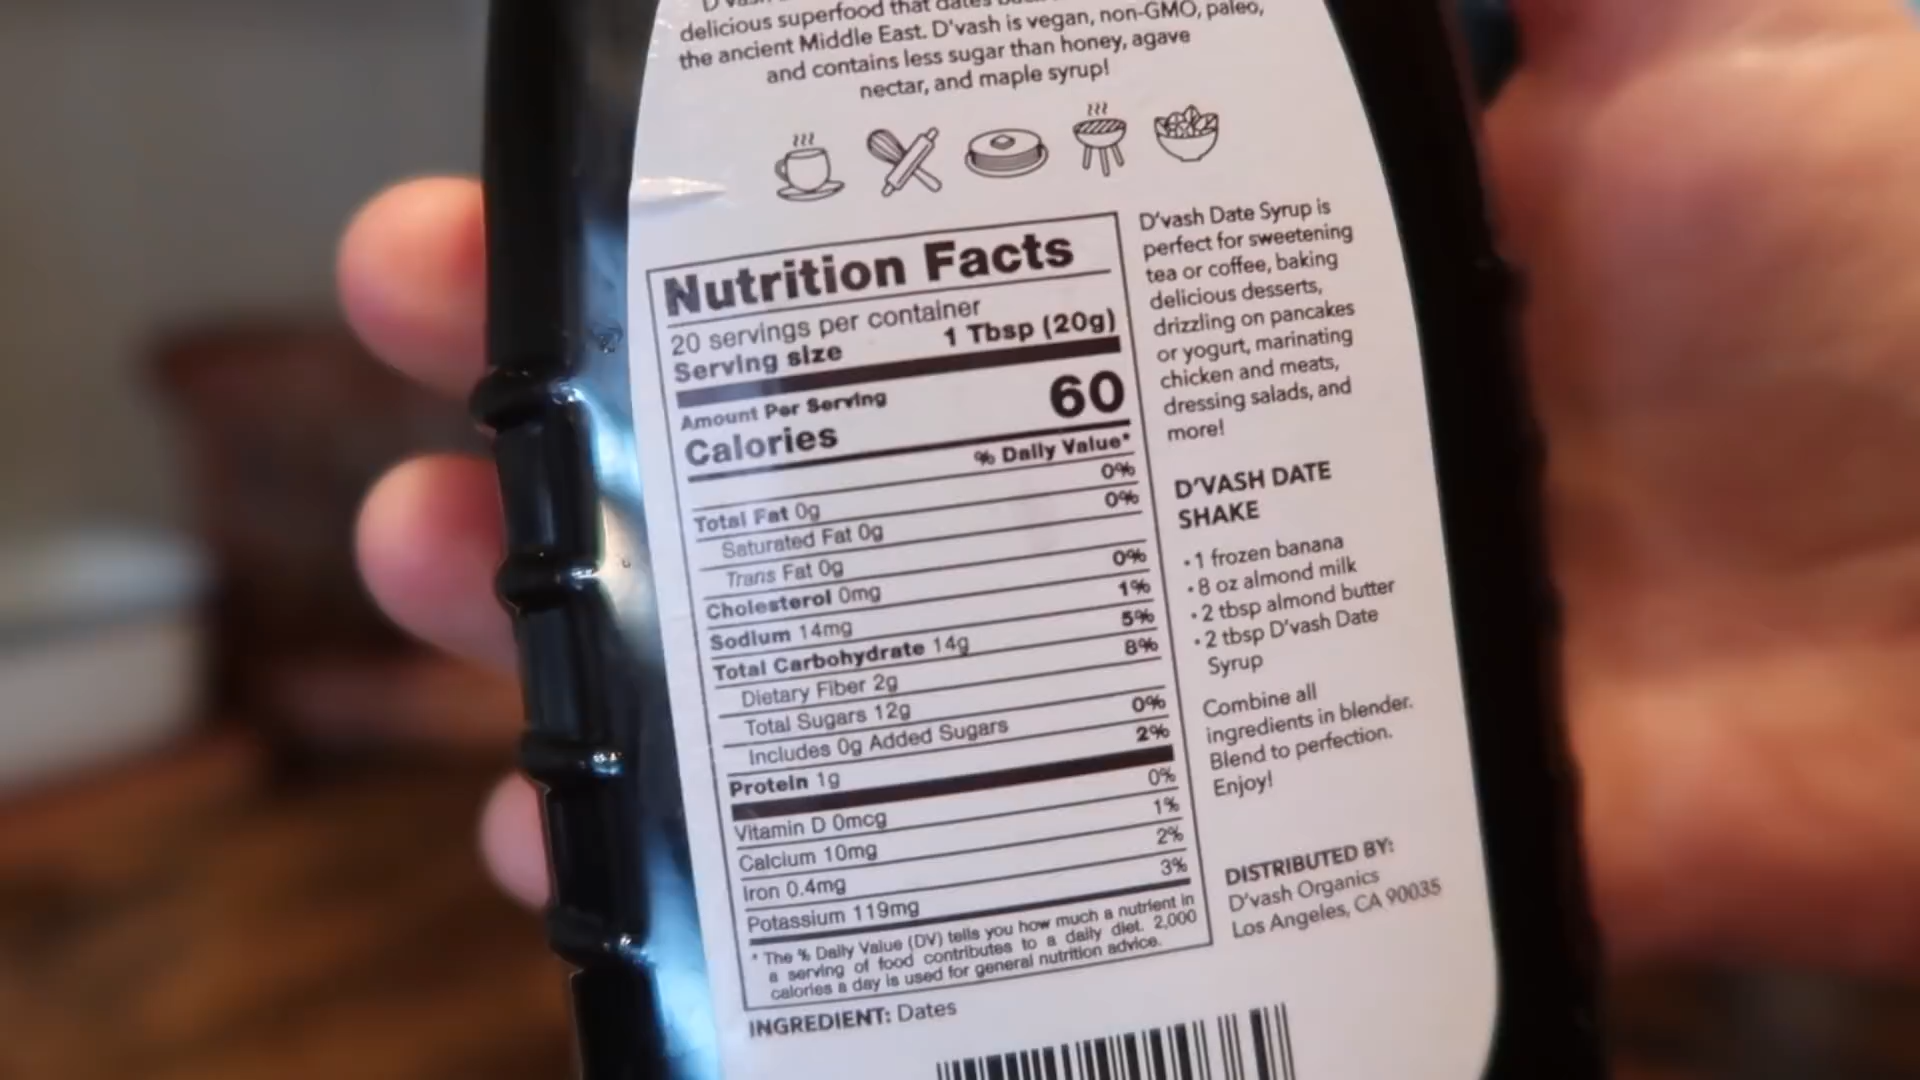 delicious superfood that dates
the ancient Middle East. D'vash is vegan, non-GMO, paleo,
and contains less sugar than honey, agave
nectar, and maple syrup!
Nutrition Facts
20 servings per container
Serving size 1 Tbsp (20g)
Amount Per Serving
Calories 60
% Daily Value*
Total Fat 0g 0%
Saturated Fat 0g 0%
Trans Fat 0g
Cholesterol 0mg 0%
Sodium 14mg 1%
Total Carbohydrate 14g 5%
Dietary Fiber 2g 8%
Total Sugars 12g
Includes 0g Added Sugars 0%
Protein 1g 2%
Vitamin D 0mcg 0%
Calcium 10mg 1%
Iron 0.4mg 2%
Potassium 119mg 3%
* The % Daily Value (DV) tells you how much a nutrient in
a serving of food contributes to a daily diet. 2,000
calories a day is used for general nutrition advice.
INGREDIENT: Dates
D'vash Date Syrup is
perfect for sweetening
tea or coffee, baking
delicious desserts,
drizzling on pancakes
or yogurt, marinating
chicken and meats,
dressing salads, and
more!
D'VASH DATE
SHAKE
• 1 frozen banana
• 8 oz almond milk
• 2 tbsp almond butter
• 2 tbsp D'vash Date
Syrup
Combine all
ingredients in blender.
Blend to perfection.
Enjoy!
DISTRIBUTED BY:
D'vash Organics
Los Angeles, CA 90035